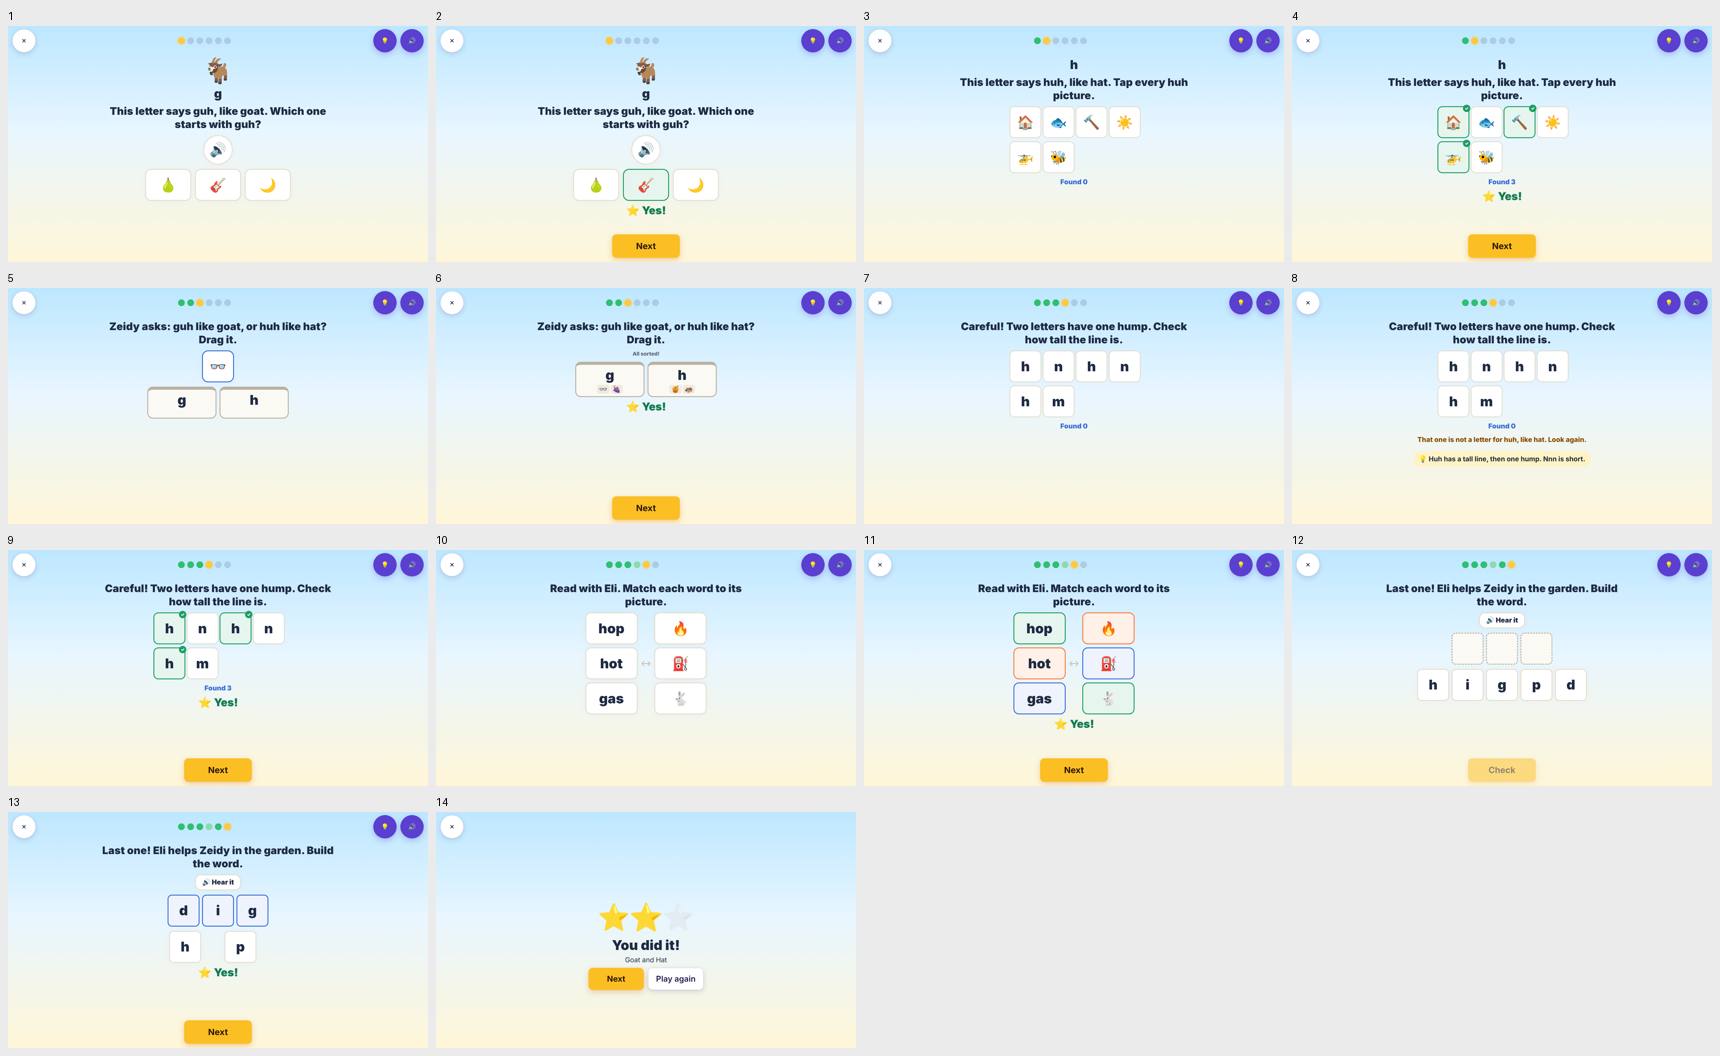 1
g
This letter says guh, like goat. Which one
starts with guh?
2
g
This letter says guh, like goat. Which one
starts with guh?
Yes!
Next
3
h
This letter says huh, like hat. Tap every huh
picture.
Found 0
4
h
This letter says huh, like hat. Tap every huh
picture.
Found 3
Yes!
Next
5
Zeidy asks: guh like goat, or huh like hat?
Drag it.
g h
6
Zeidy asks: guh like goat, or huh like hat?
Drag it.
All sorted!
g h
Yes!
Next
7
Careful! Two letters have one hump. Check
how tall the line is.
h n h n
h m
Found 0
8
Careful! Two letters have one hump. Check
how tall the line is.
h n h n
h m
Found 0
That one is not a letter for huh, like hat. Look again.
Huh has a tall line, then one hump. Nnn is short.
9
Careful! Two letters have one hump. Check
how tall the line is.
h n h n
h m
Found 3
Yes!
Next
10
Read with Eli. Match each word to its
picture.
hop
hot
gas
11
Read with Eli. Match each word to its
picture.
hop
hot
gas
Yes!
Next
12
Last one! Eli helps Zeidy in the garden. Build
the word.
Hear it
h i g p d
Check
13
Last one! Eli helps Zeidy in the garden. Build
the word.
Hear it
d i g
h p
Yes!
Next
14
You did it!
Goat and Hat
Next Play again